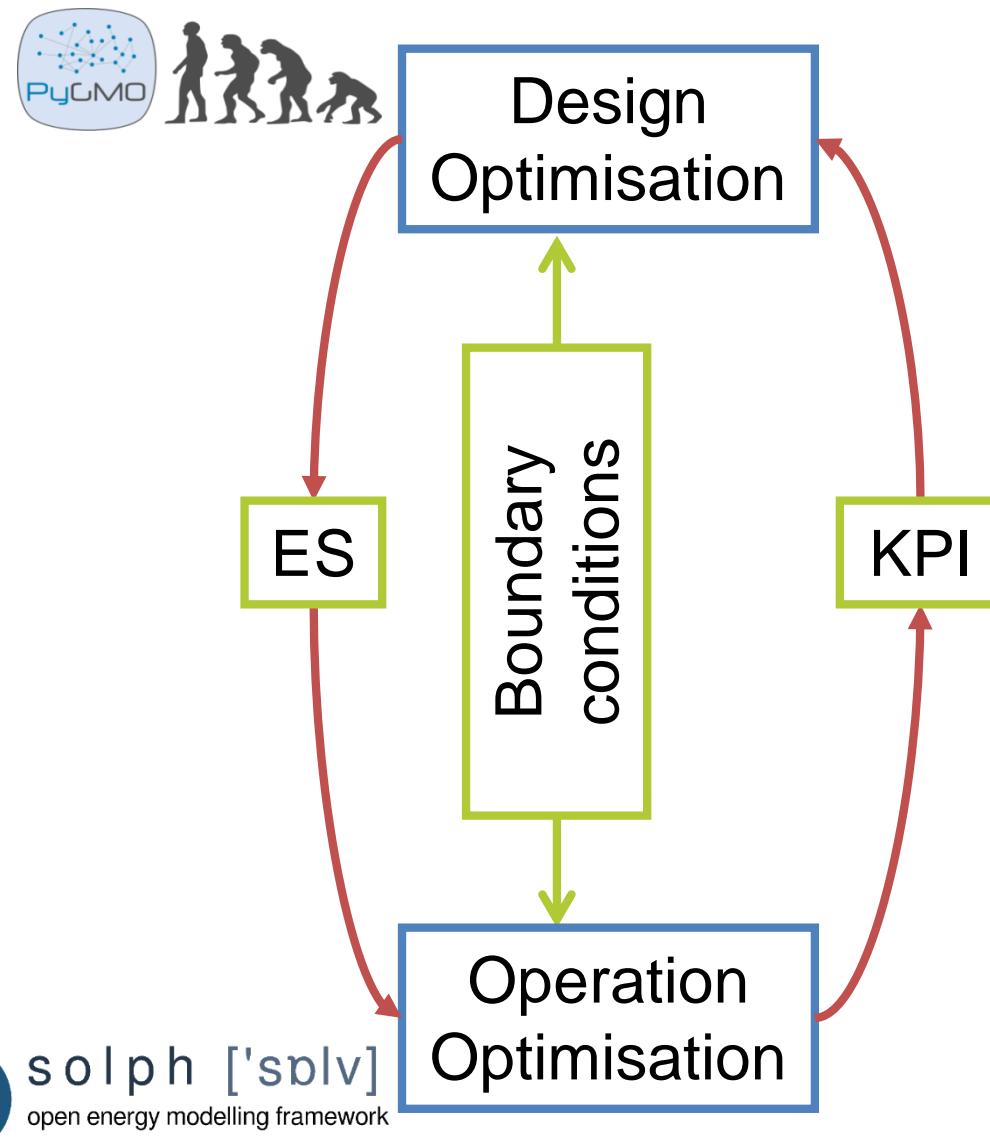 PyGMO
Design
Optimisation
ES
Boundary
conditions
KPI
Operation
Optimisation
solph ['sɒlv]
open energy modelling framework